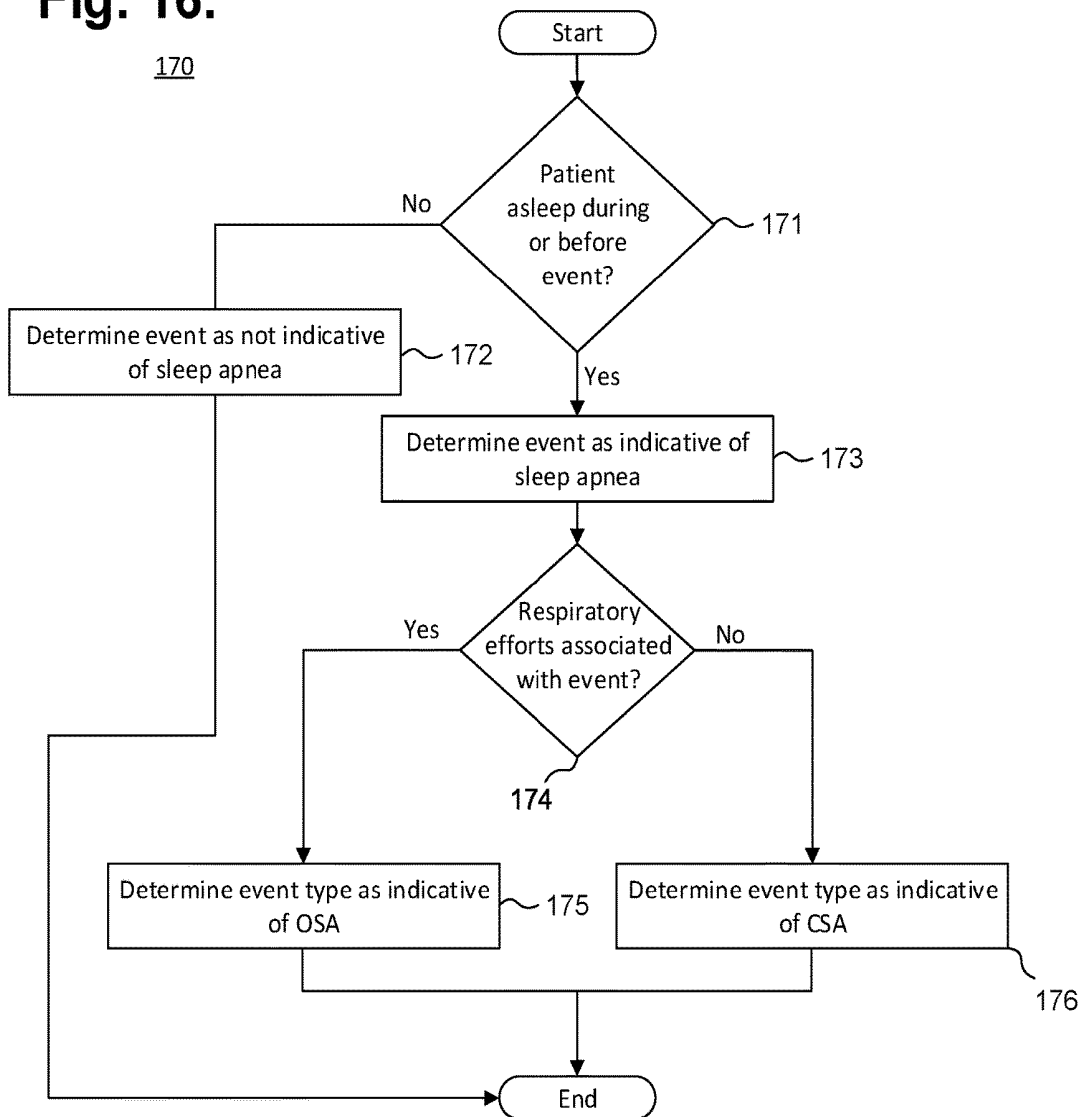 Fig. 16.
170
Start
Patient
asleep during
or before
event?
171
No
Yes
Determine event as not indicative
of sleep apnea
172
Determine event as indicative of
sleep apnea
173
Respiratory
efforts associated
with event?
Yes
No
174
Determine event type as indicative
of OSA
175
Determine event type as indicative
of CSA
176
End